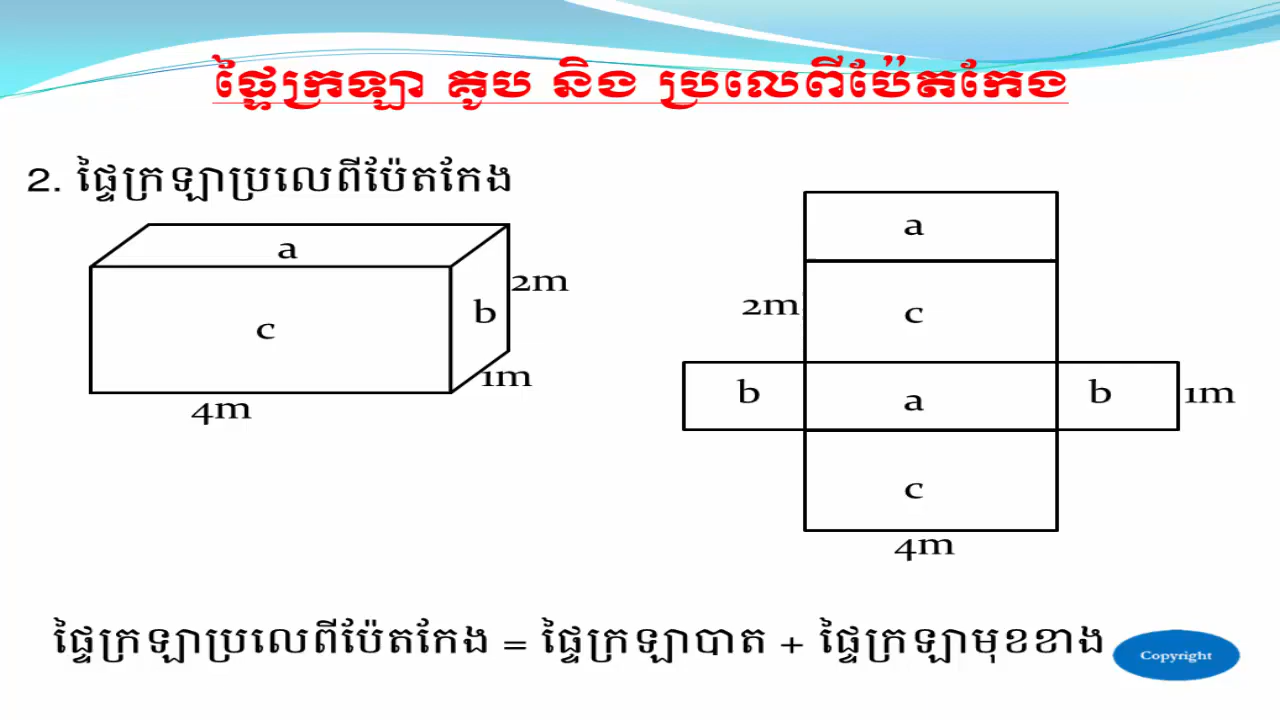 ផ្ទៃក្រឡា គូប និង ប្រលេពីប៉ែតកែង
2. ផ្ទៃក្រឡាប្រលេពីប៉ែតកែង
a
c
b
2m
1m
4m
a
2m
c
b
a
b
1m
c
4m
ផ្ទៃក្រឡាប្រលេពីប៉ែតកែង = ផ្ទៃក្រឡាបាត + ផ្ទៃក្រឡាមុខខាង
Copyright